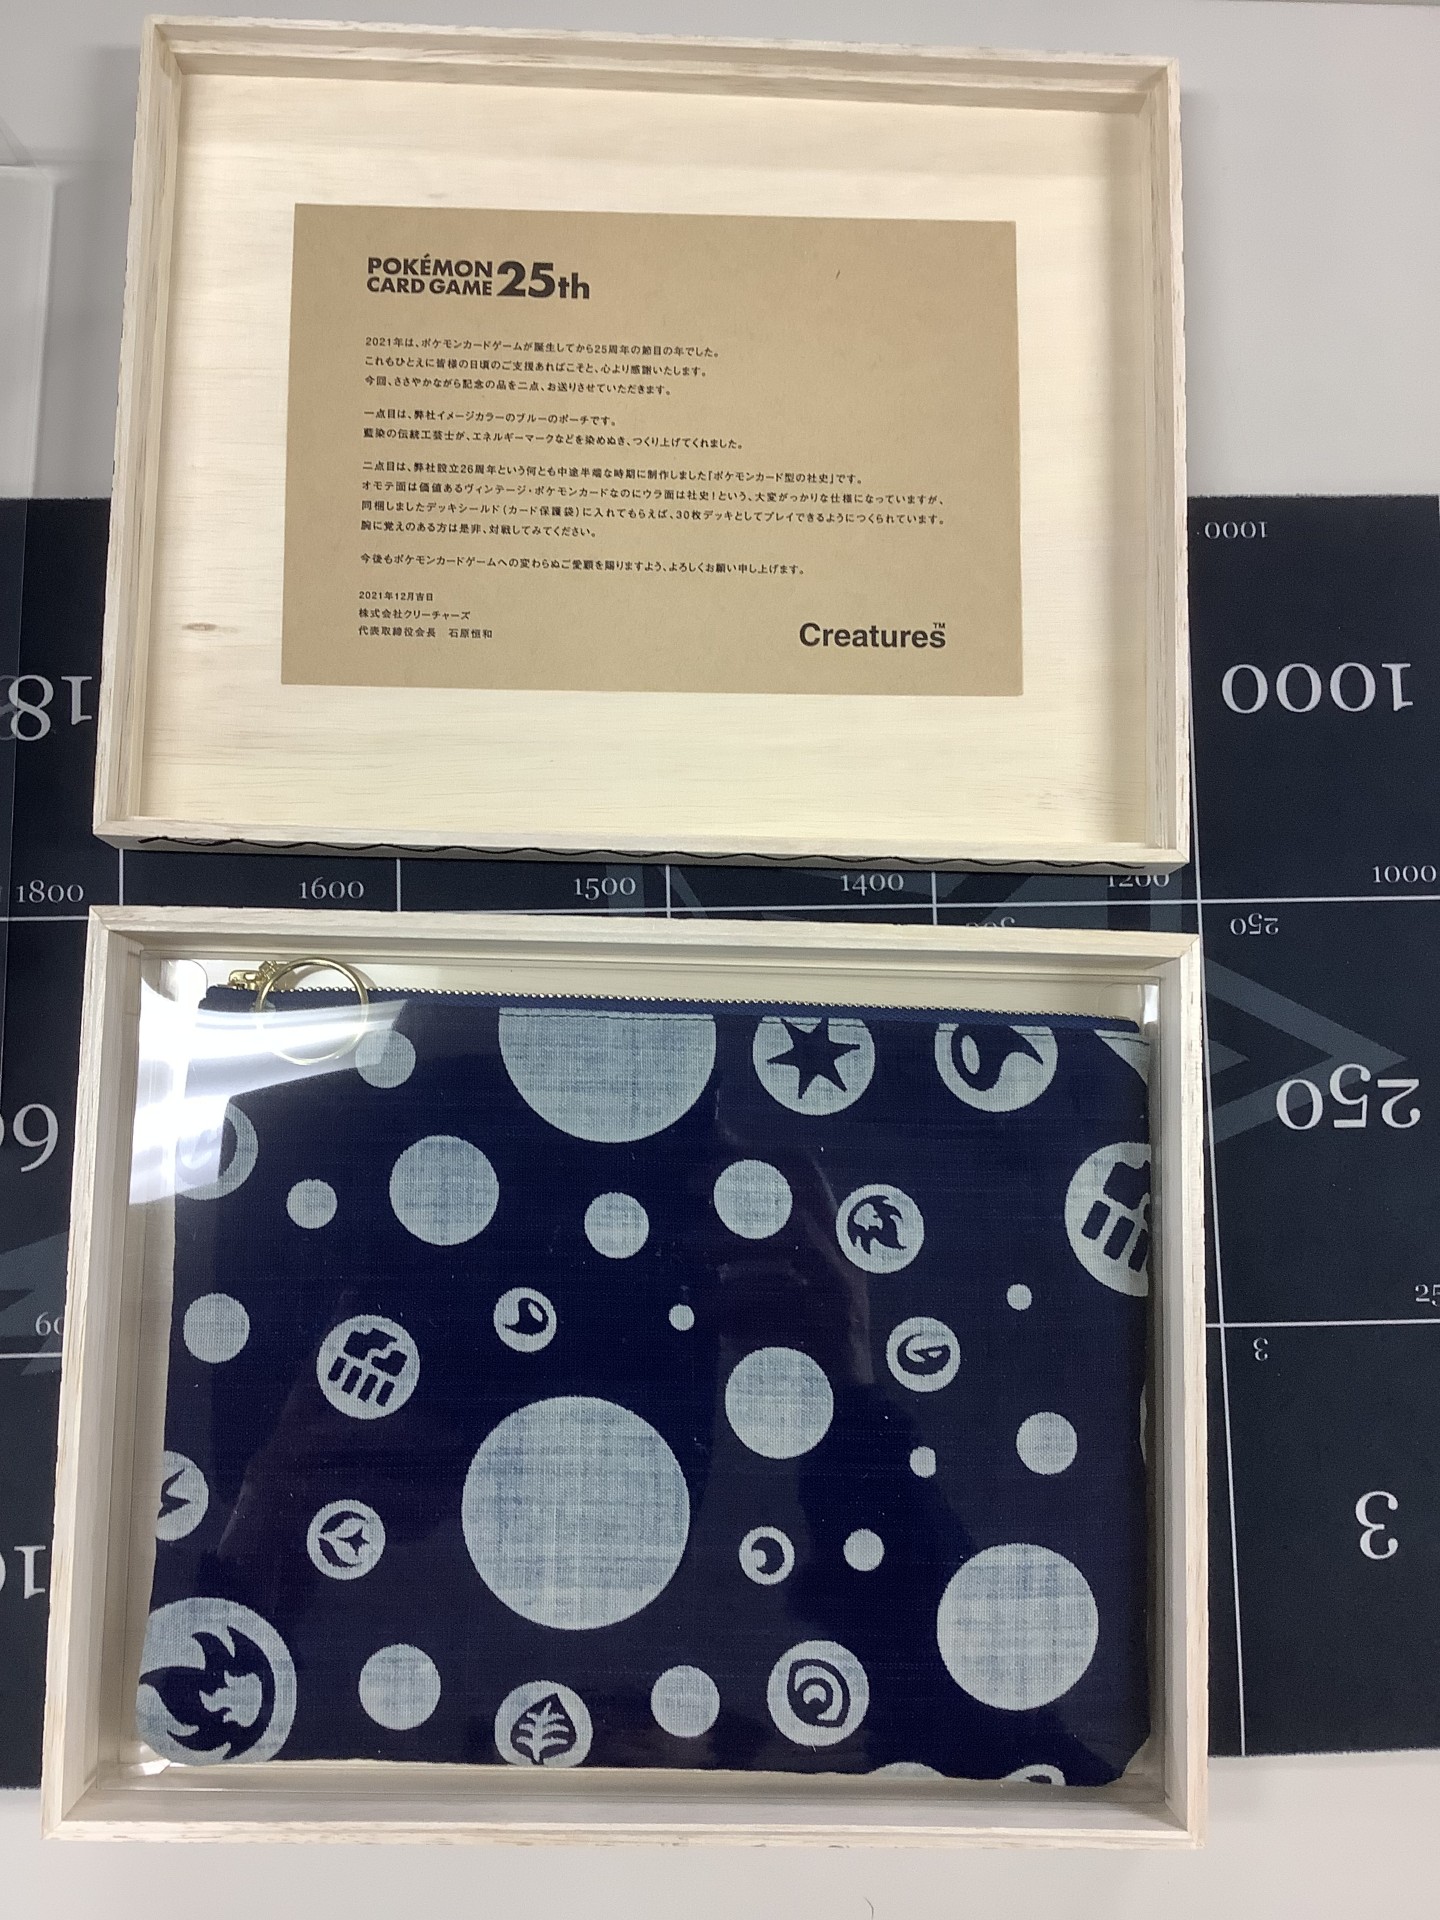 POKÉMON
CARD GAME 25th
2021年は、ポケモンカードゲームが誕生してから25周年の節目の年でした。
これもひとえに皆様の日頃のご支援あればこそと、心より感謝いたします。
今回、ささやかながら記念の品を二点、お送りさせていただきます。
一点目は、弊社イメージカラーのブルーのポーチです。
藍染の伝統工芸士が、エネルギーマークなどを染めぬき、つくり上げてくれました。
二点目は、弊社設立26周年という何とも中途半端な時期に制作しました「ポケモンカード型の社史」です。
オモテ面は価値あるヴィンテージ・ポケモンカードなのにウラ面は社史！という、大変がっかりな仕様になっていますが、
同梱しましたデッキシールド（カード保護袋）に入れてもらえば、30枚デッキとしてプレイできるようにつくられています。
腕に覚えのある方は是非、対戦してみてください。
今後もポケモンカードゲームへの変わらぬご愛顧を賜りますよう、よろしくお願い申し上げます。
2021年12月吉日
株式会社クリーチャーズ
代表取締役会長 石原恒和
Creatures™
1000
1000
18
1800
1600
1500
1400
1200
1000
250
250
60
3
3